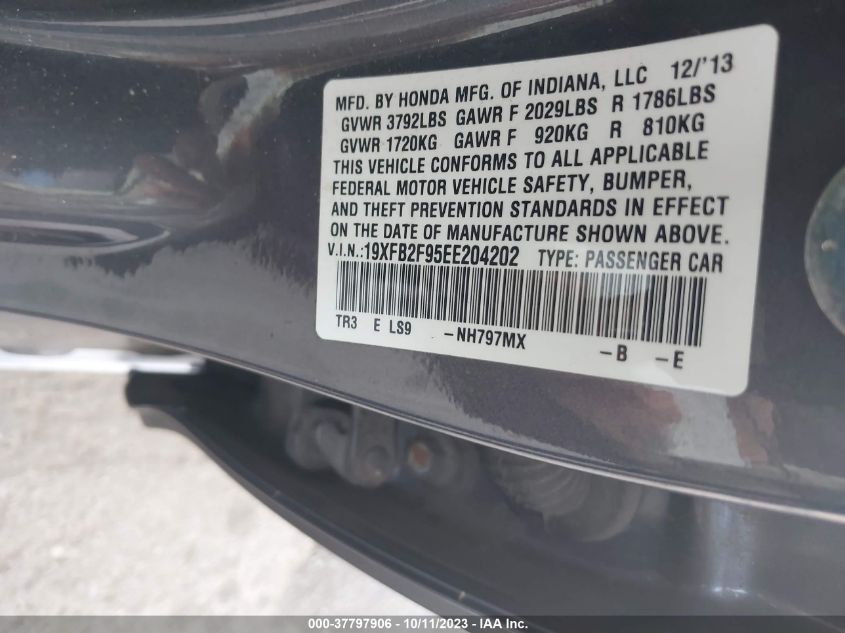 MFD. BY HONDA MFG. OF INDIANA, LLC 12/'13
GVWR 3792LBS GAWR F 2029LBS R 1786LBS
GVWR 1720KG GAWR F 920KG R 810KG
THIS VEHICLE CONFORMS TO ALL APPLICABLE
FEDERAL MOTOR VEHICLE SAFETY, BUMPER,
AND THEFT PREVENTION STANDARDS IN EFFECT
ON THE DATE OF MANUFACTURE SHOWN ABOVE.
V.I.N.:19XFB2F95EE204202 TYPE: PASSENGER CAR
TR3 E LS9 -NH797MX -B -E
000-37797906 - 10/11/2023 - IAA Inc.